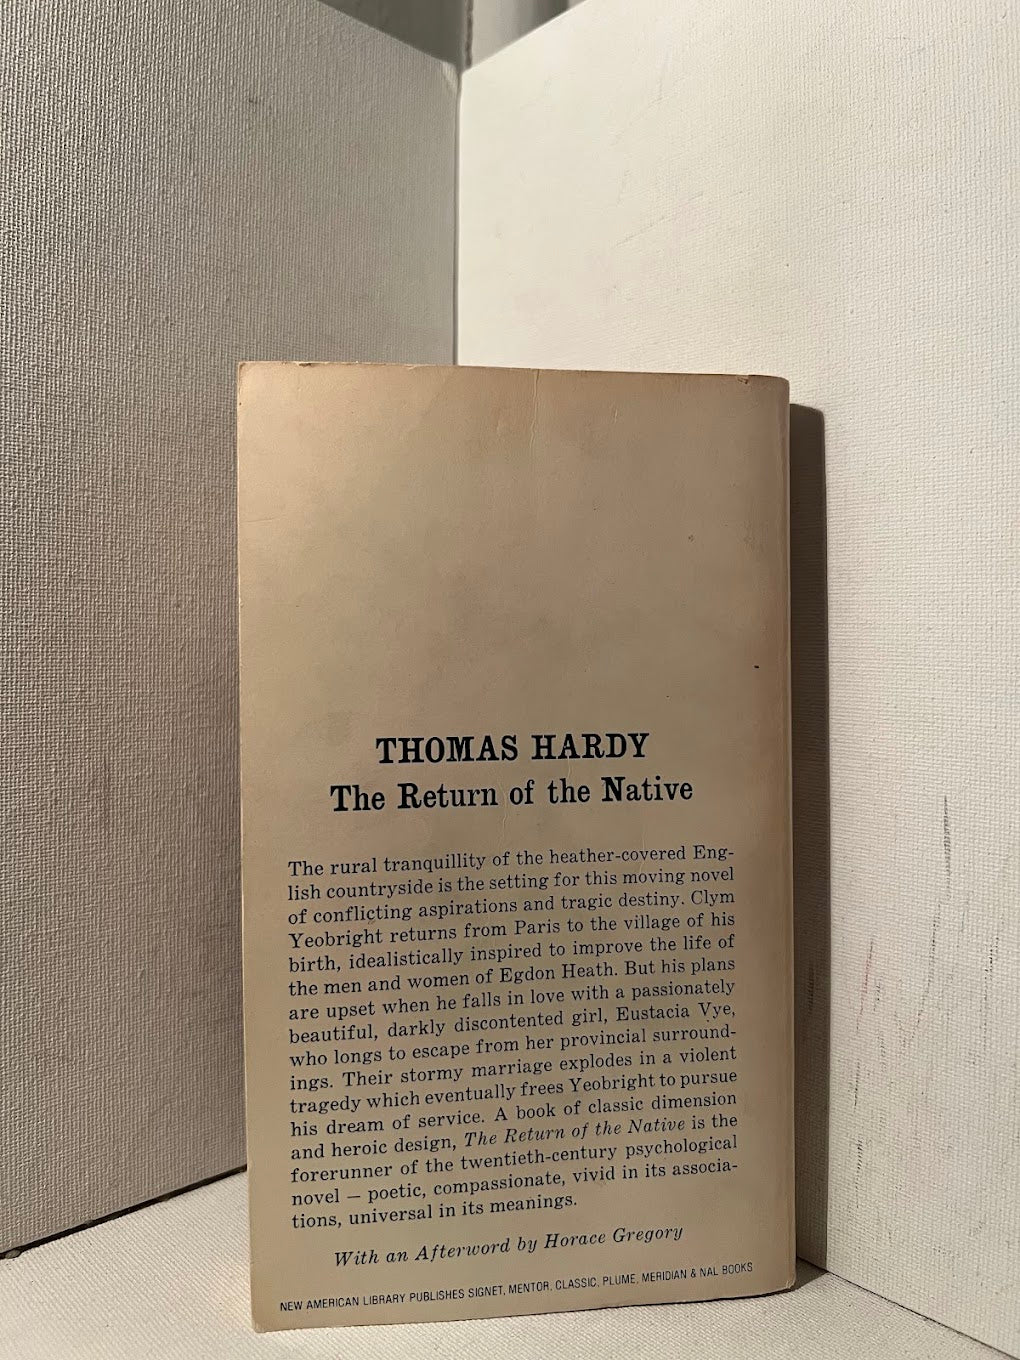 THOMAS HARDY
The Return of the Native
The rural tranquillity of the heather-covered Eng-
lish countryside is the setting for this moving novel
of conflicting aspirations and tragic destiny. Clym
Yeobright returns from Paris to the village of his
birth, idealistically inspired to improve the life of
the men and women of Egdon Heath. But his plans
are upset when he falls in love with a passionately
beautiful, darkly discontented girl, Eustacia Vye,
who longs to escape from her provincial surround-
ings. Their stormy marriage explodes in a violent
tragedy which eventually frees Yeobright to pursue
his dream of service. A book of classic dimension
and heroic design, The Return of the Native is the
forerunner of the twentieth-century psychological
novel — poetic, compassionate, vivid in its associa-
tions, universal in its meanings.
With an Afterword by Horace Gregory
NEW AMERICAN LIBRARY PUBLISHES SIGNET, MENTOR, CLASSIC, PLUME, MERIDIAN & NAL BOOKS